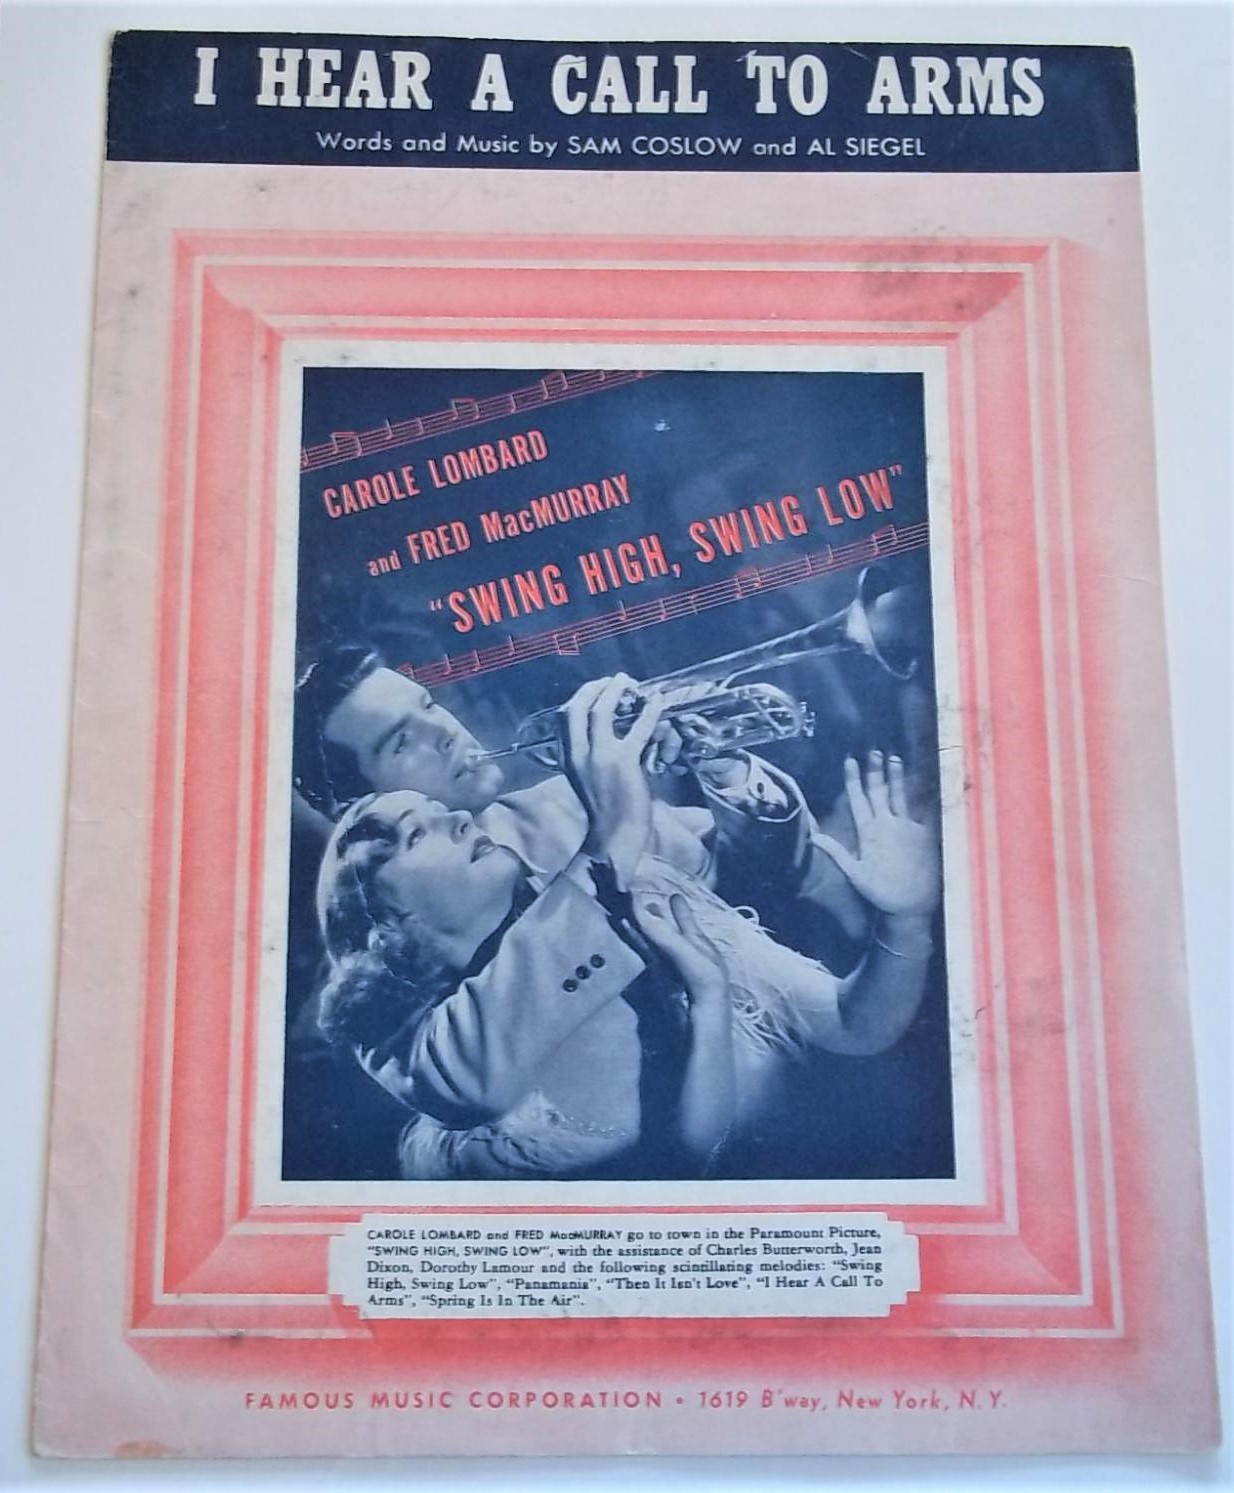 I HEAR A CALL TO ARMS
Words and Music by SAM COSLOW and AL SIEGEL
CAROLE LOMBARD
and FRED MacMURRAY
"SWING HIGH, SWING LOW"
CAROLE LOMBARD and FRED MacMURRAY go to town in the Paramount Picture,
"SWING HIGH, SWING LOW", with the assistance of Charles Butterworth, Jean
Dixon, Dorothy Lamour and the following scintillating melodies: "Swing
High, Swing Low", "Panamania", "Then It Isn't Love", "I Hear A Call To
Arms", "Spring Is In The Air".
FAMOUS MUSIC CORPORATION • 1619 B'way, New York, N. Y.